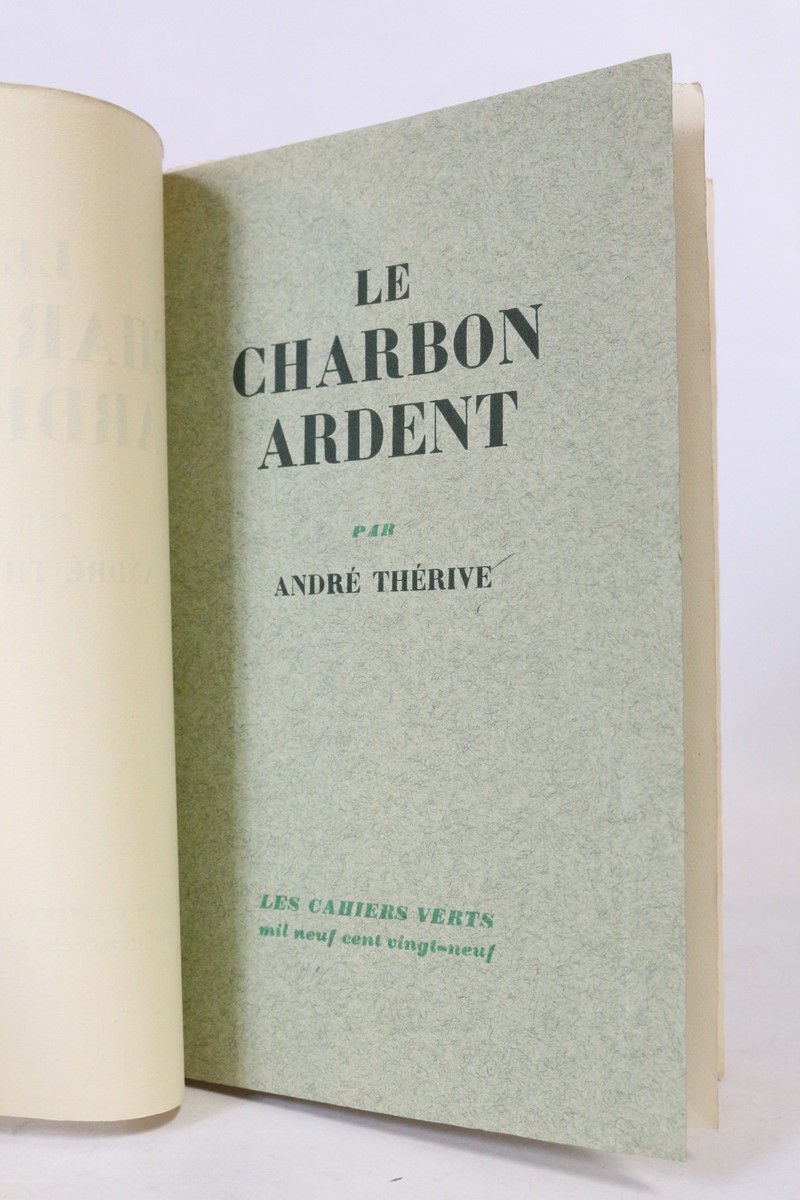 LE
CHARBON
ARDENT
PAR
ANDRÉ THÉRIVE
LES CAHIERS VERTS
mil neuf cent vingt-neuf